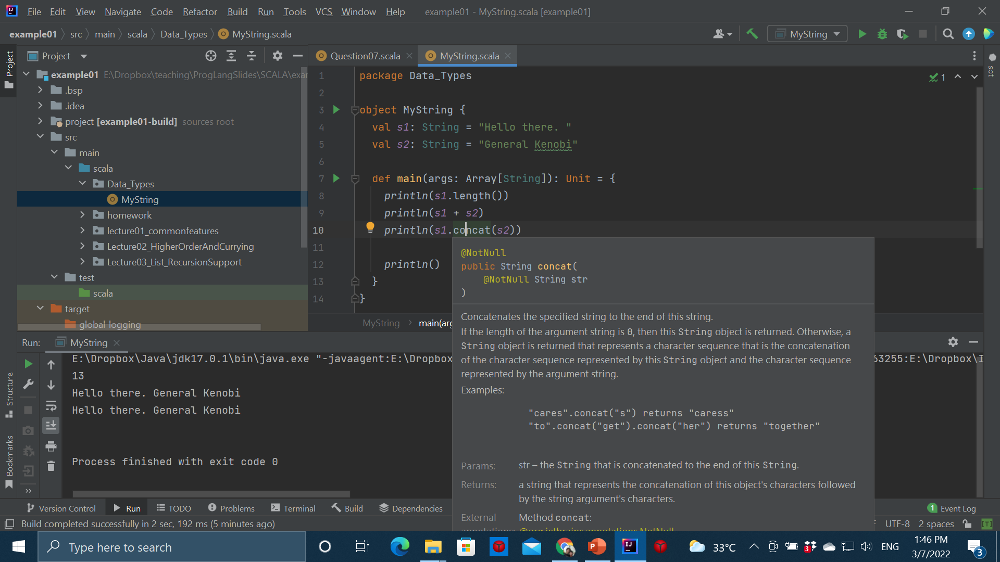 File Edit View Navigate Code Refactor Build Run Tools VCS Window Help example01 - MyString.scala [example01]
example01 src main scala Data_Types MyString.scala MyString
Project
Project Question07.scala MyString.scala
sbt
example01 E:\Dropbox\teaching\ProgLangSlides\SCALA\
.bsp
.idea
project [example01-build] sources root
src
main
scala
Data_Types
MyString
homework
lecture01_commonfeatures
Lecture02_HigherOrderAndCurrying
Lecture03_List_RecursionSupport
test
scala
target
global-logging
1 package Data_Types
1
2
3 object MyString {
4 val s1: String = "Hello there. "
5 val s2: String = "General Kenobi"
6
7 def main(args: Array[String]): Unit = {
8 println(s1.length())
9 println(s1 + s2)
10 println(s1.concat(s2))
11
12 println()
13 }
14 }
MyString main(arg
@NotNull
public String concat(
@NotNull String str
)
Concatenates the specified string to the end of this string.
If the length of the argument string is 0, then this String object is returned. Otherwise, a
String object is returned that represents a character sequence that is the concatenation
of the character sequence represented by this String object and the character sequence
represented by the argument string.
Examples:
"cares".concat("s") returns "caress"
"to".concat("get").concat("her") returns "together"
Params: str – the String that is concatenated to the end of this String.
Returns: a string that represents the concatenation of this object's characters followed
by the string argument's characters.
External Method concat:
annotations: @org.jetbrains.annotations.NotNull
Run: MyString
E:\Dropbox\Java\jdk17.0.1\bin\java.exe "-javaagent:E:\Dropbox 63255:E:\Dropbox\I
13
Hello there. General Kenobi
Hello there. General Kenobi
Process finished with exit code 0
Structure
Bookmarks
Version Control Run TODO Problems Terminal Build Dependencies 1 Event Log
Build completed successfully in 2 sec, 192 ms (5 minutes ago) UTF-8 2 spaces [T]
Type here to search 33°C ENG 1:46 PM
3/7/2022
3